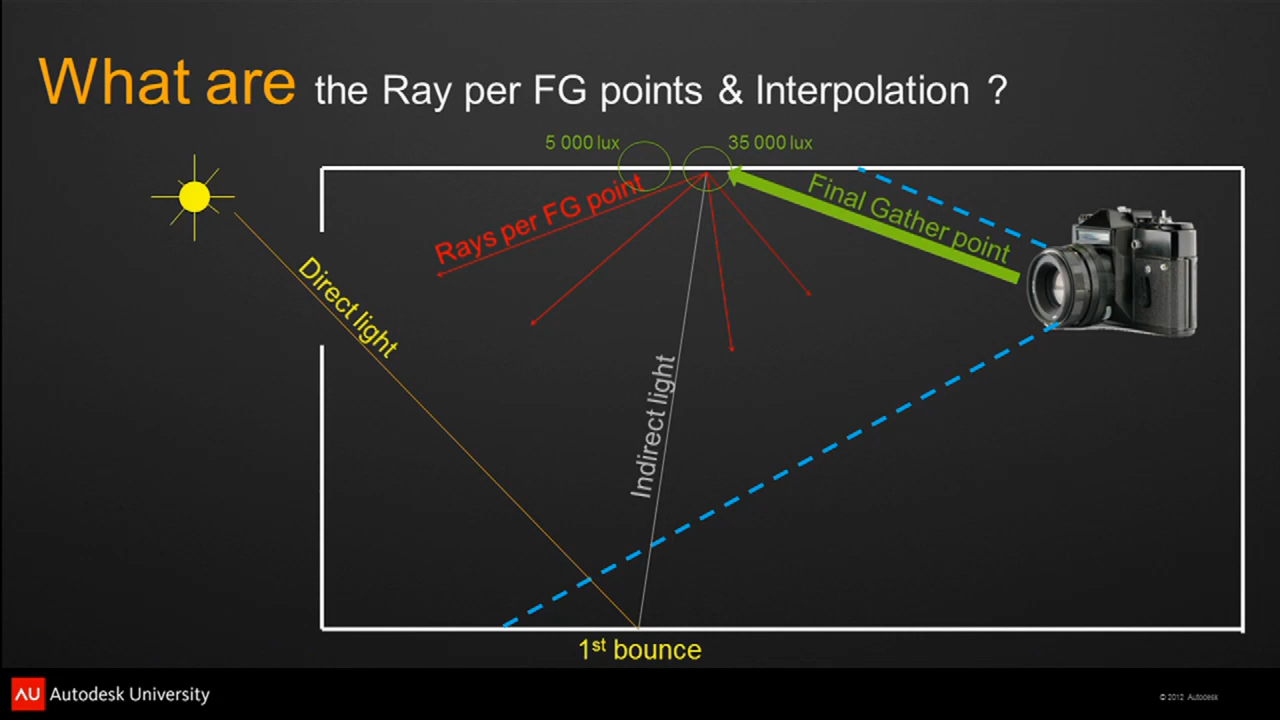 What are the Ray per FG points & Interpolation ?
5 000 lux
35 000 lux
Final Gather point
Rays per FG point
Direct light
Indirect light
1st bounce
AU Autodesk University
© 2012 Autodesk